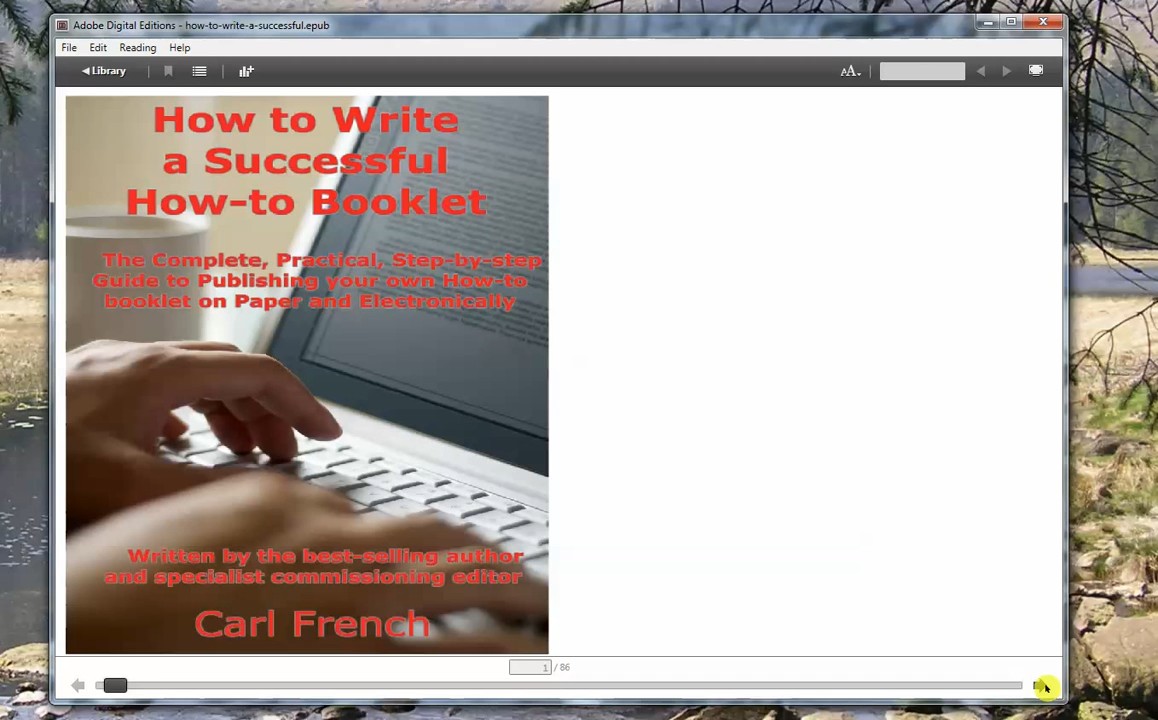 Adobe Digital Editions - how-to-write-a-successful.epub
File Edit Reading Help
Library
AA
How to Write
a Successful
How-to Booklet
The Complete, Practical, Step-by-step
Guide to Publishing your own How-to
booklet on Paper and Electronically
Written by the best-selling author
and specialist commissioning editor
Carl French
1 / 86